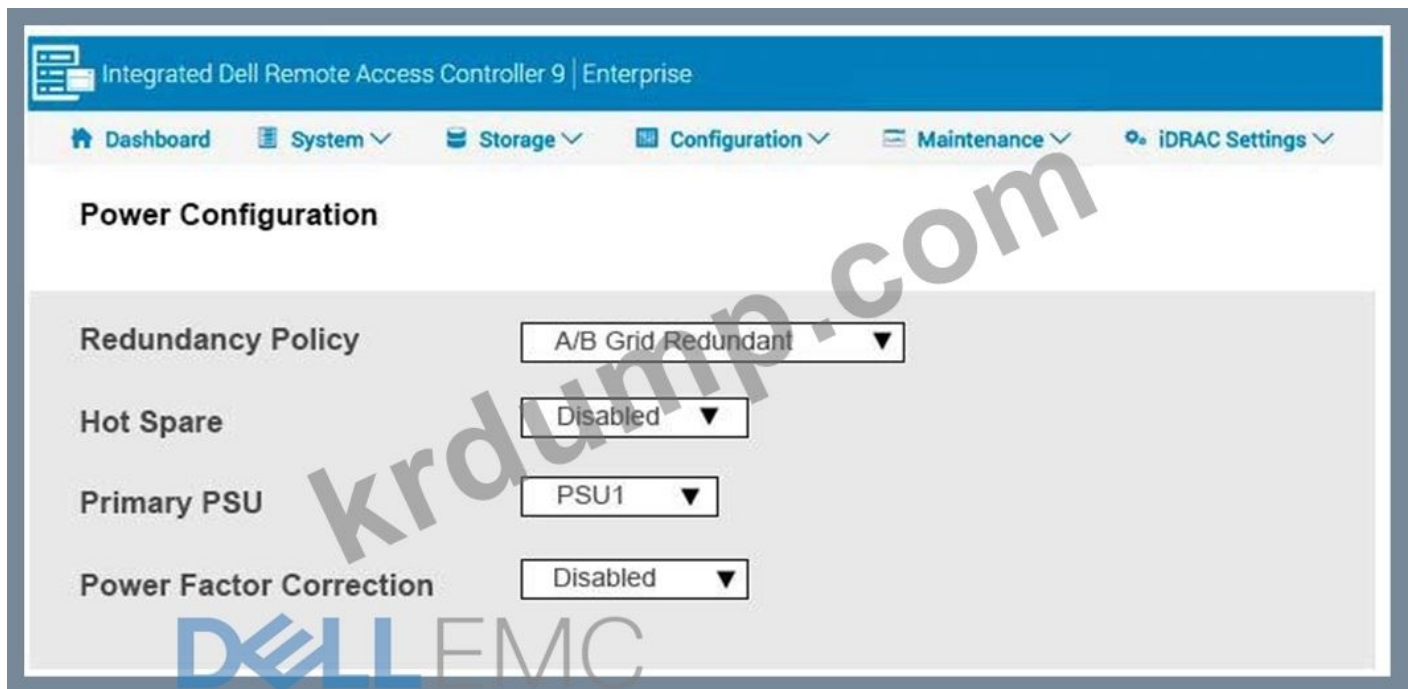 Integrated Dell Remote Access Controller 9 | Enterprise
Dashboard System Storage Configuration Maintenance iDRAC Settings
Power Configuration
Redundancy Policy A/B Grid Redundant
Hot Spare Disabled
Primary PSU PSU1
Power Factor Correction Disabled
krdump.com
DELLEMC